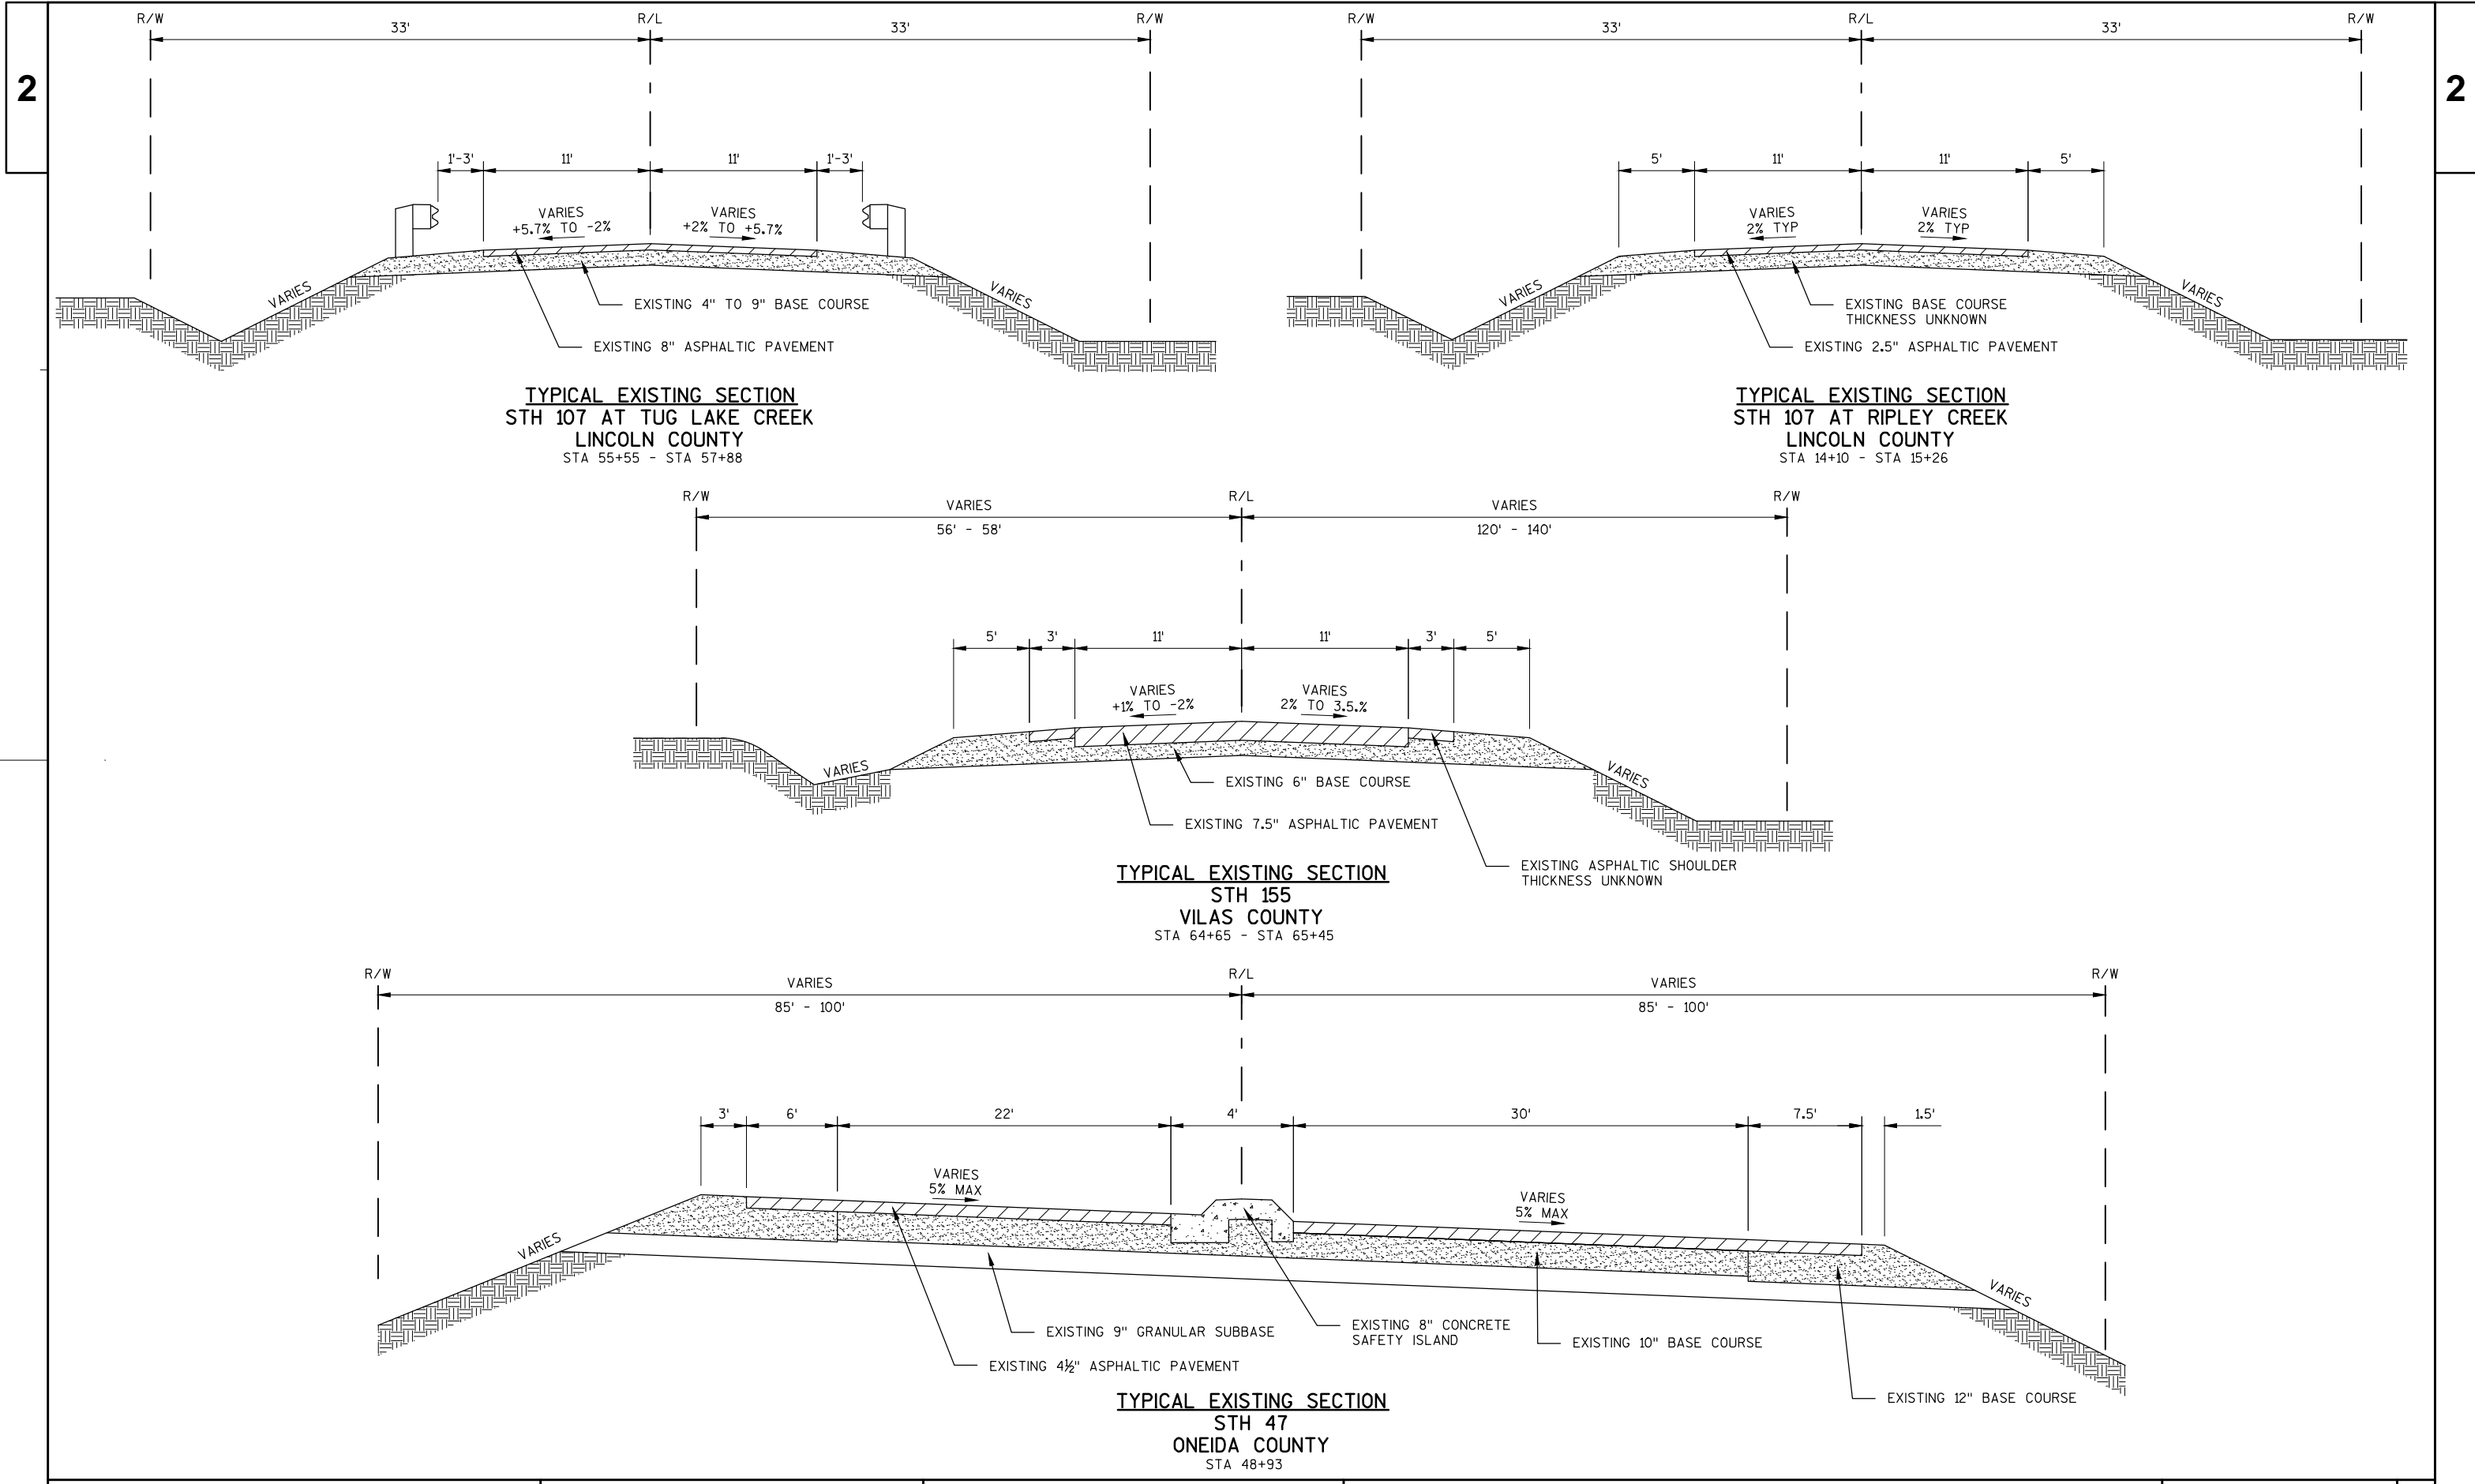 2
2
R/W
R/L
R/W
33'
33'
1'-3'
11'
11'
1'-3'
VARIES
+5.7% TO -2%
VARIES
+2% TO +5.7%
VARIES
VARIES
EXISTING 4" TO 9" BASE COURSE
EXISTING 8" ASPHALTIC PAVEMENT
TYPICAL EXISTING SECTION
STH 107 AT TUG LAKE CREEK
LINCOLN COUNTY
STA 55+55 - STA 57+88
R/W
R/L
R/W
33'
33'
5'
11'
11'
5'
VARIES
2% TYP
VARIES
2% TYP
VARIES
VARIES
EXISTING BASE COURSE
THICKNESS UNKNOWN
EXISTING 2.5" ASPHALTIC PAVEMENT
TYPICAL EXISTING SECTION
STH 107 AT RIPLEY CREEK
LINCOLN COUNTY
STA 14+10 - STA 15+26
R/W
R/L
R/W
VARIES
56' - 58'
VARIES
120' - 140'
5'
3'
11'
11'
3'
5'
VARIES
+1% TO -2%
VARIES
2% TO 3.5.%
VARIES
VARIES
EXISTING 6" BASE COURSE
EXISTING 7.5" ASPHALTIC PAVEMENT
EXISTING ASPHALTIC SHOULDER
THICKNESS UNKNOWN
TYPICAL EXISTING SECTION
STH 155
VILAS COUNTY
STA 64+65 - STA 65+45
R/W
R/L
R/W
VARIES
85' - 100'
VARIES
85' - 100'
3'
6'
22'
4'
30'
7.5'
1.5'
VARIES
5% MAX
VARIES
5% MAX
VARIES
VARIES
EXISTING 9" GRANULAR SUBBASE
EXISTING 8" CONCRETE
SAFETY ISLAND
EXISTING 10" BASE COURSE
EXISTING 4½" ASPHALTIC PAVEMENT
EXISTING 12" BASE COURSE
TYPICAL EXISTING SECTION
STH 47
ONEIDA COUNTY
STA 48+93